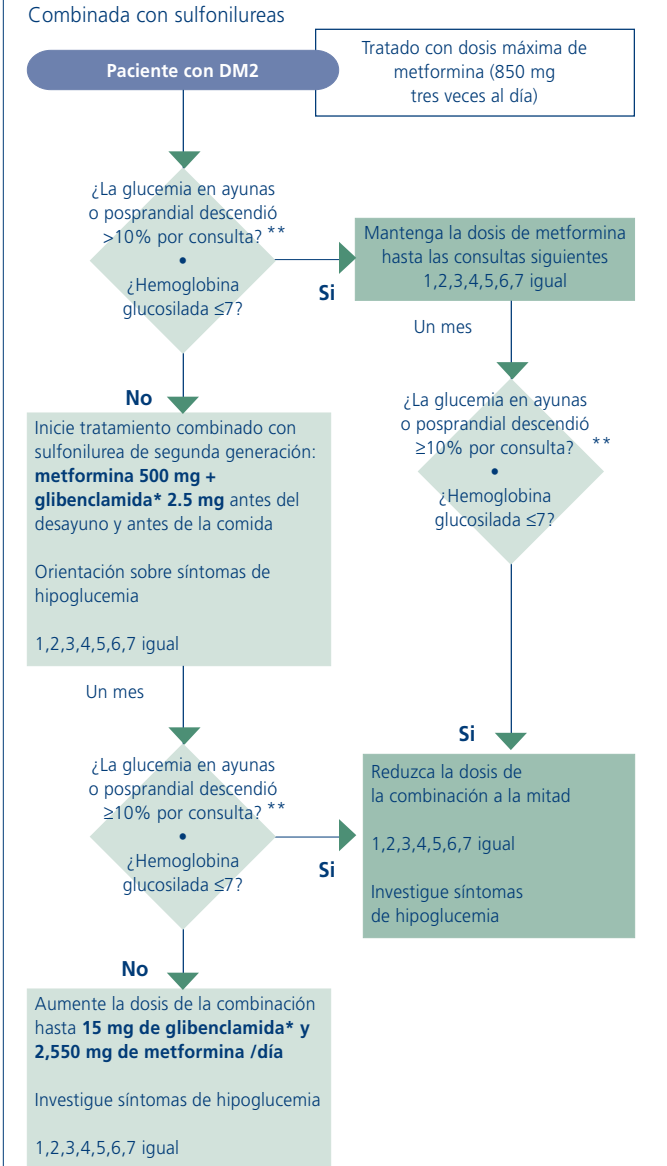 Combinada con sulfonilureas
Paciente con DM2
Tratado con dosis máxima de
metformina (850 mg
tres veces al día)
¿La glucemia en ayunas
o posprandial descendió
>10% por consulta? **
•
¿Hemoglobina
glucosilada ≤7?
Si
Mantenga la dosis de metformina
hasta las consultas siguientes
1,2,3,4,5,6,7 igual
Un mes
¿La glucemia en ayunas
o posprandial descendió
≥10% por consulta? **
•
¿Hemoglobina
glucosilada ≤7?
No
Inicie tratamiento combinado con
sulfonilurea de segunda generación:
metformina 500 mg +
glibenclamida* 2.5 mg antes del
desayuno y antes de la comida
Orientación sobre síntomas de
hipoglucemia
1,2,3,4,5,6,7 igual
Un mes
¿La glucemia en ayunas
o posprandial descendió
≥10% por consulta? **
•
¿Hemoglobina
glucosilada ≤7?
Si
Si
Reduzca la dosis de
la combinación a la mitad
1,2,3,4,5,6,7 igual
Investigue síntomas
de hipoglucemia
No
Aumente la dosis de la combinación
hasta 15 mg de glibenclamida* y
2,550 mg de metformina /día
Investigue síntomas de hipoglucemia
1,2,3,4,5,6,7 igual